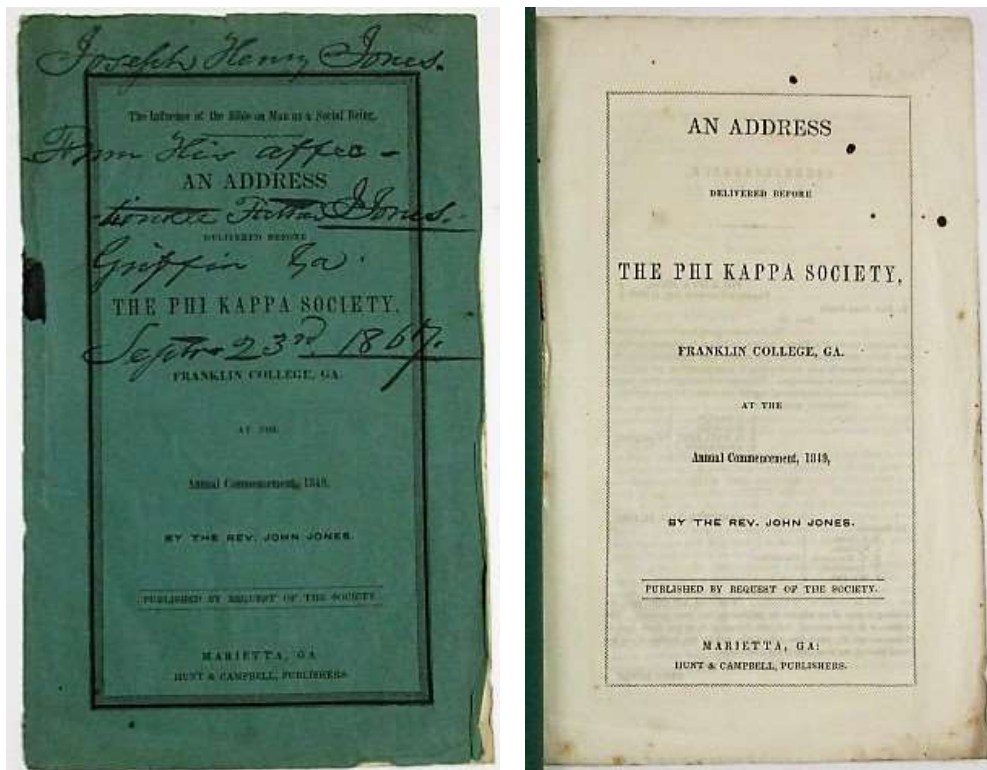 Joseph Henry Jones.
The Influence of the Bible on Man as a Social Being.
From His affec-
AN ADDRESS
tionate Father Jones.
DELIVERED BEFORE
Griffin Ga.
THE PHI KAPPA SOCIETY,
Septr 23rd 1867.
FRANKLIN COLLEGE, GA.
AT THE
Annual Commencement, 1849,
BY THE REV. JOHN JONES.
PUBLISHED BY REQUEST OF THE SOCIETY.
MARIETTA, GA
HUNT & CAMPBELL, PUBLISHERS.
AN ADDRESS
DELIVERED BEFORE
THE PHI KAPPA SOCIETY,
FRANKLIN COLLEGE, GA.
AT THE
Annual Commencement, 1849,
BY THE REV. JOHN JONES.
PUBLISHED BY REQUEST OF THE SOCIETY.
MARIETTA, GA:
HUNT & CAMPBELL, PUBLISHERS.